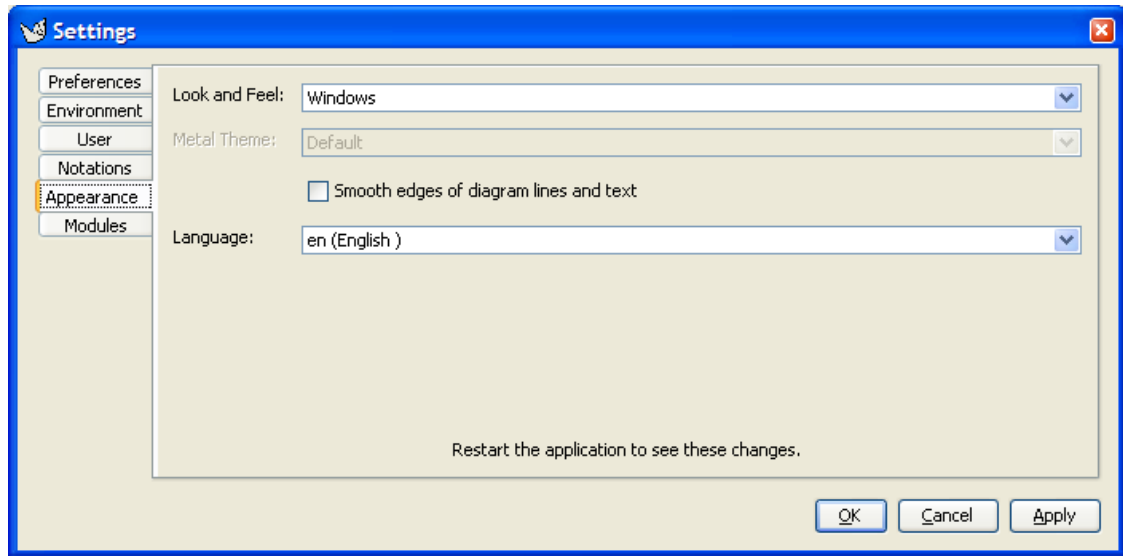 Settings
Preferences
Environment
User
Notations
Appearance
Modules
Look and Feel: Windows
Metal Theme: Default
Smooth edges of diagram lines and text
Language: en (English )
Restart the application to see these changes.
OK Cancel Apply